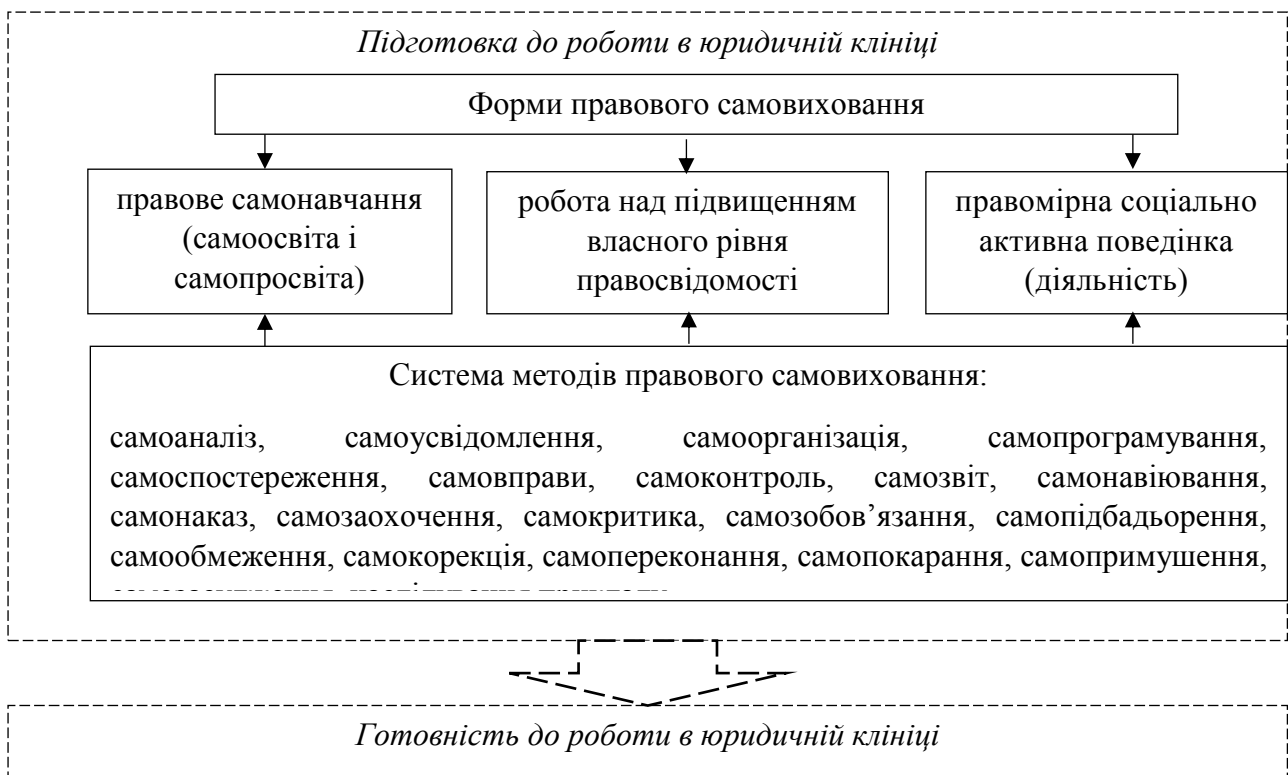 Підготовка до роботи в юридичній клініці
Форми правового самовиховання
правове самонавчання
(самоосвіта і
самопросвіта)
робота над підвищенням
власного рівня
правосвідомості
правомірна соціально
активна поведінка
(діяльність)
Система методів правового самовиховання:
самоаналіз, самоусвідомлення, самоорганізація, самопрограмування,
самоспостереження, самовправи, самоконтроль, самозвіт, самонавіювання,
самонаказ, самозаохочення, самокритика, самозобов’язання, самопідбадьорення,
самообмеження, самокорекція, самопереконання, самопокарання, самопримушення,
Готовність до роботи в юридичній клініці